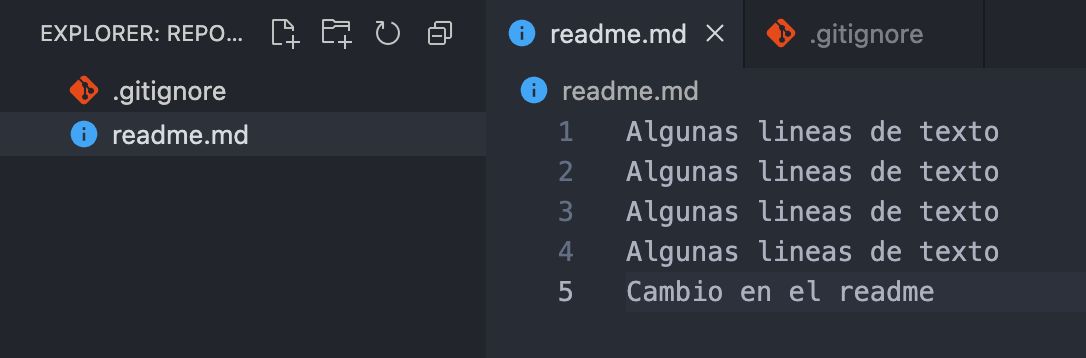 EXPLORER: REPO...
.gitignore
readme.md
readme.md
.gitignore
readme.md
1 Algunas lineas de texto
2 Algunas lineas de texto
3 Algunas lineas de texto
4 Algunas lineas de texto
5 Cambio en el readme